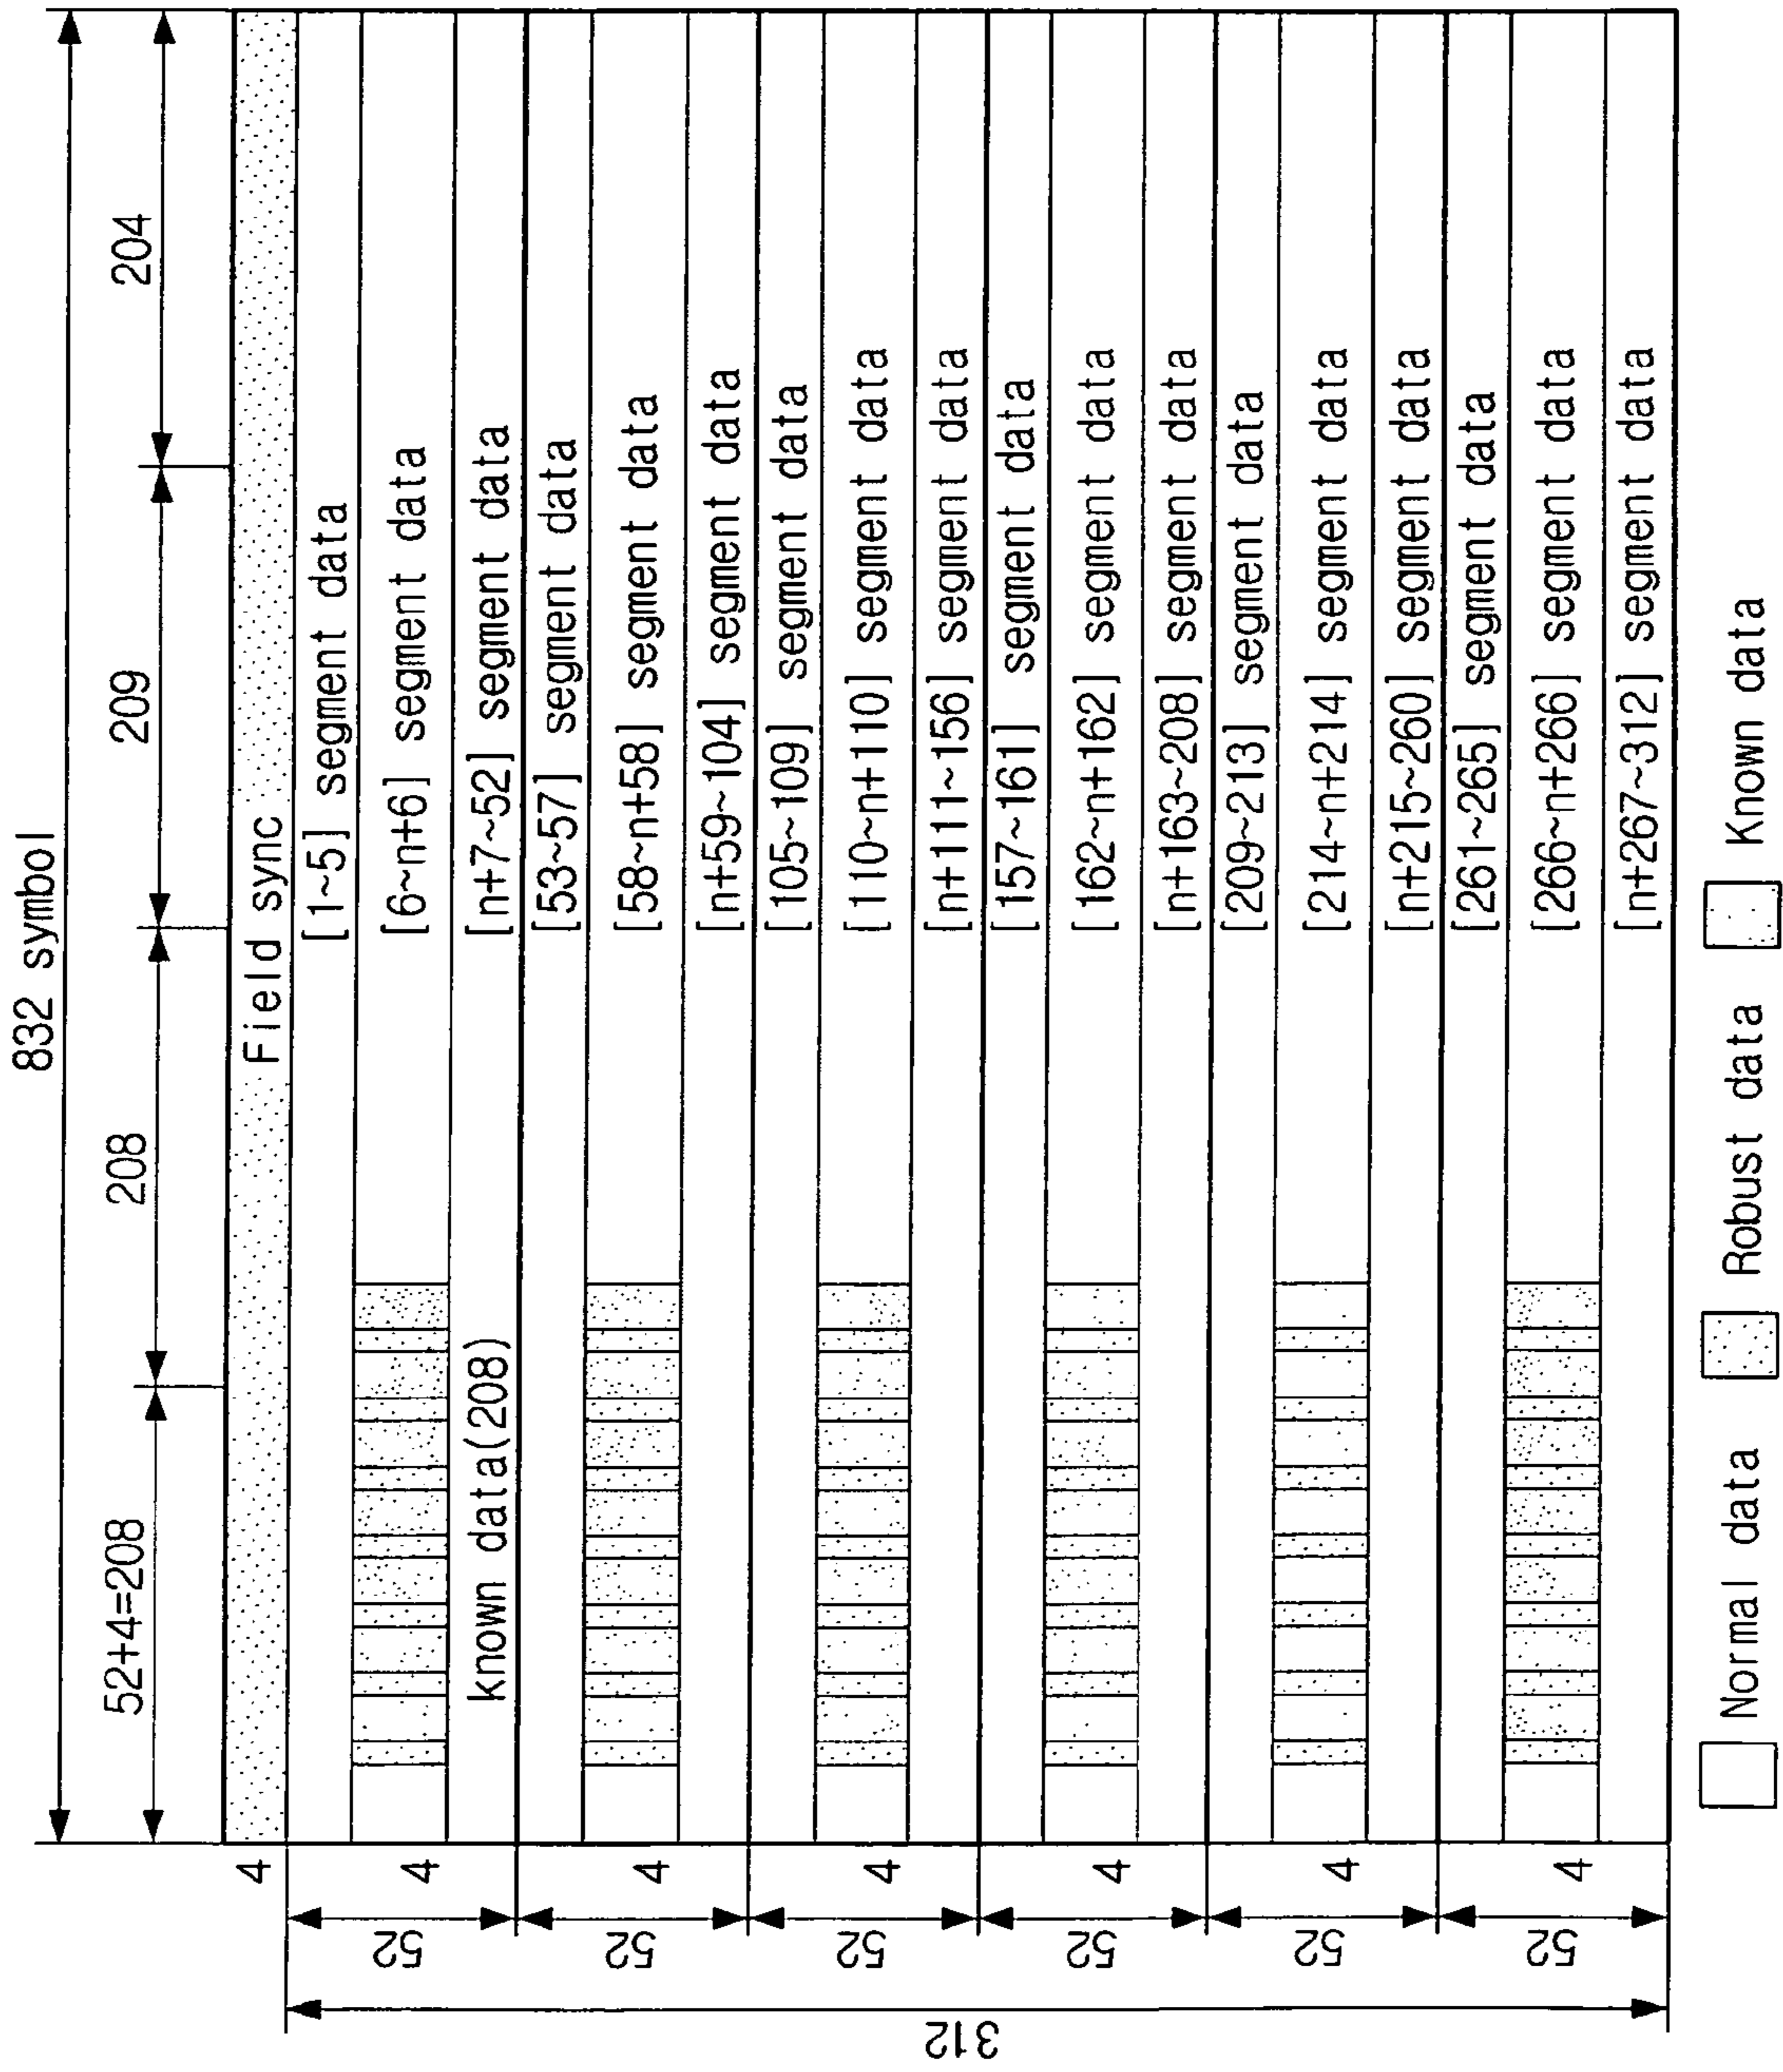 832 symbol
52+4=208
208
209
204
4
Field sync
[1~5] segment data
4
[6~n+6] segment data
known data(208)
[n+7~52] segment data
52
[53~57] segment data
4
[58~n+58] segment data
[n+59~104] segment data
52
[105~109] segment data
4
[110~n+110] segment data
[n+111~156] segment data
52
[157~161] segment data
4
[162~n+162] segment data
[n+163~208] segment data
52
[209~213] segment data
4
[214~n+214] segment data
[n+215~260] segment data
52
[261~265] segment data
4
[266~n+266] segment data
[n+267~312] segment data
52
312
Normal data
Robust data
Known data